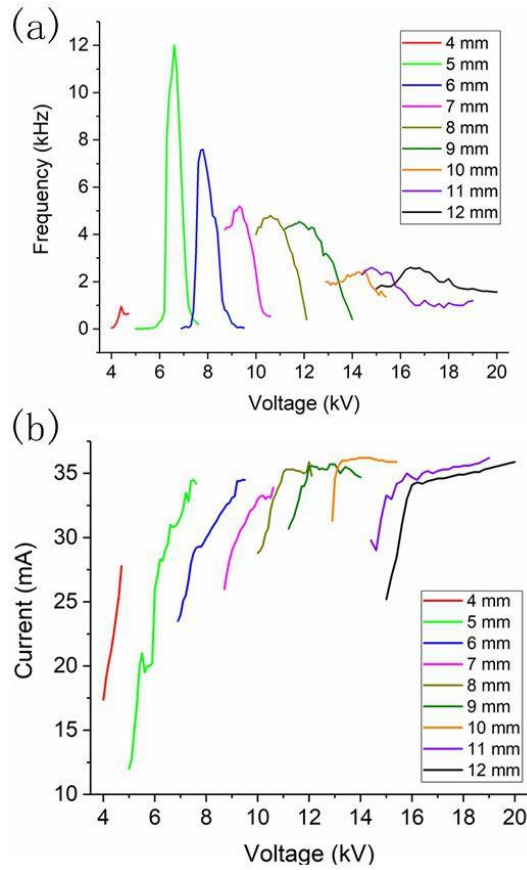 (a)
12
10
8
6
4
2
0
Frequency (kHz)
4 mm
5 mm
6 mm
7 mm
8 mm
9 mm
10 mm
11 mm
12 mm
4 6 8 10 12 14 16 18 20
Voltage (kV)
(b)
40
35
30
25
20
15
10
Current (mA)
4 mm
5 mm
6 mm
7 mm
8 mm
9 mm
10 mm
11 mm
12 mm
4 6 8 10 12 14 16 18 20
Voltage (kV)